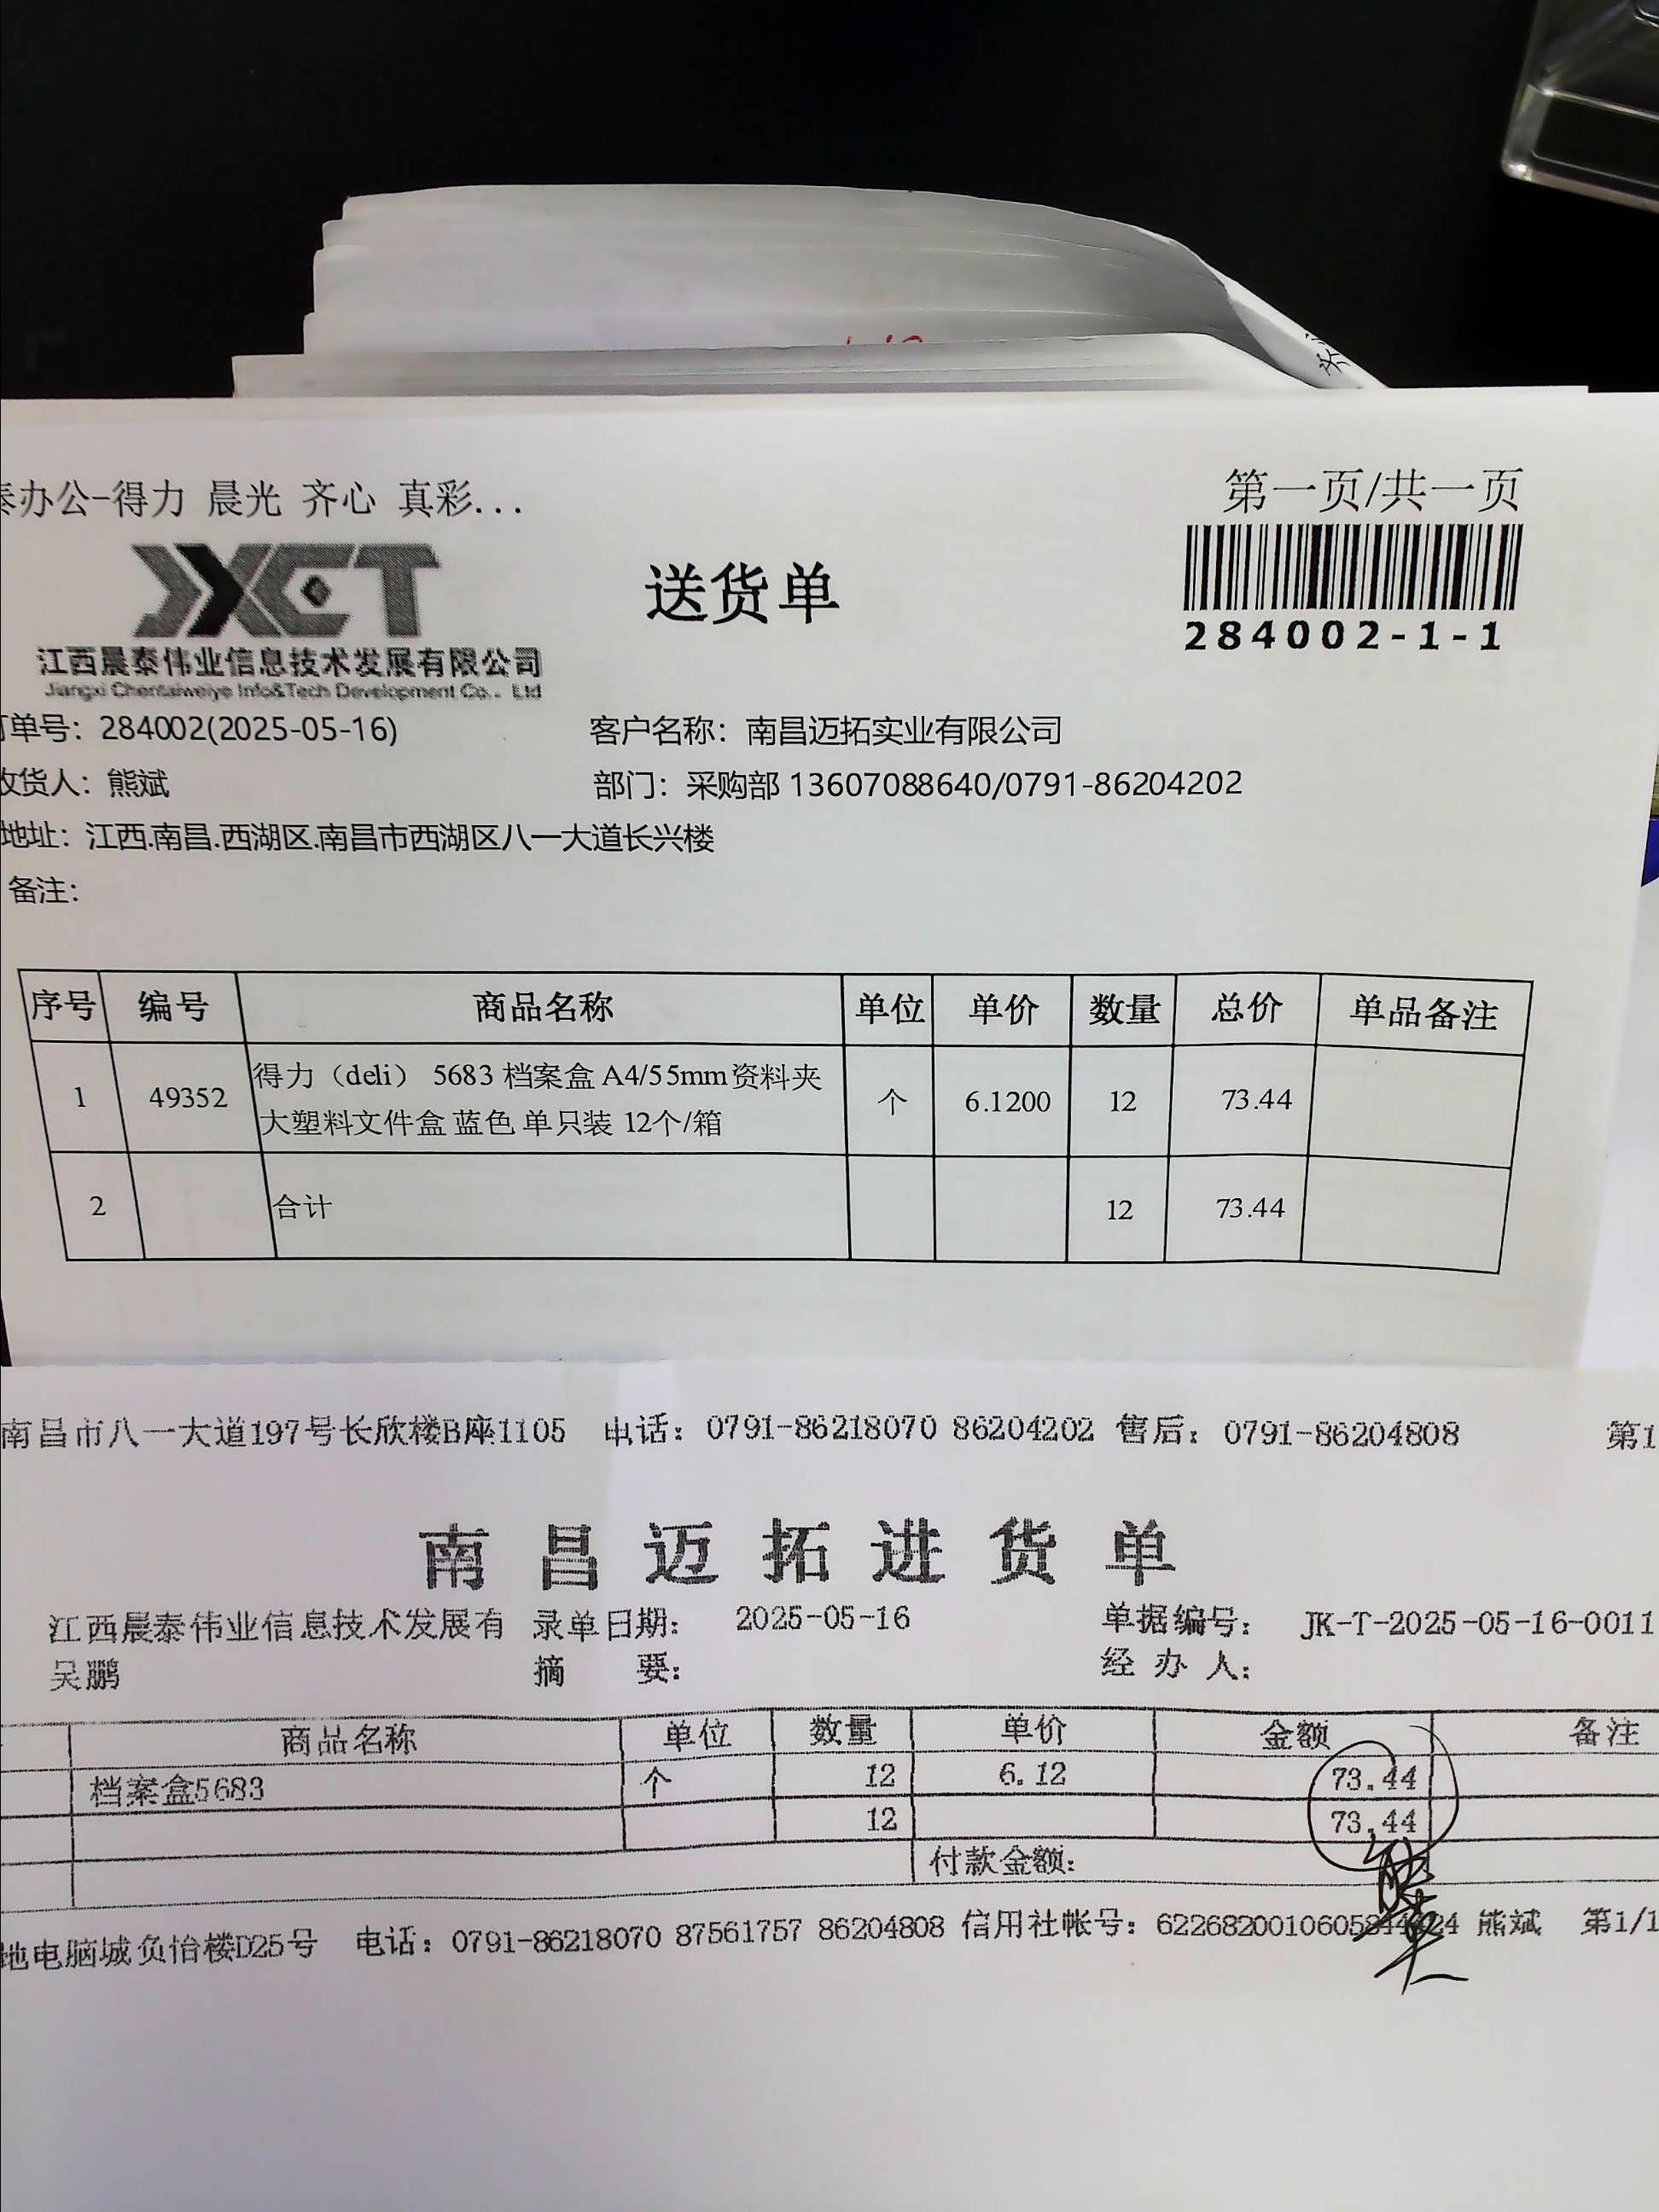 泰办公-得力 晨光 齐心 真彩...
第一页/共一页
JXCT
送货单
284002-1-1
江西晨泰伟业信息技术发展有限公司
Jiangxi Chentaiweiye Info&Tech Development Co., Ltd
订单号：284002(2025-05-16) 客户名称：南昌迈拓实业有限公司
收货人：熊斌 部门：采购部 13607088640/0791-86204202
地址：江西.南昌.西湖区.南昌市西湖区八一大道长兴楼
备注：
序号 编号 商品名称 单位 单价 数量 总价 单品备注
1 49352 得力（deli） 5683 档案盒 A4/55mm资料夹 个 6.1200 12 73.44
大塑料文件盒 蓝色 单只装 12个/箱
2 合计 12 73.44
南昌市八一大道197号长欣楼B座1105 电话：0791-86218070 86204202 售后：0791-86204808 第1
南昌迈拓进货单
江西晨泰伟业信息技术发展有 录单日期： 2025-05-16 单据编号： JK-T-2025-05-16-0011
吴鹏 摘 要： 经 办 人：
商品名称 单位 数量 单价 金额 备注
档案盒5683 个 12 6.12 73.44
12 73.44
付款金额：
地电脑城负怡楼D25号 电话：0791-86218070 87561757 86204808 信用社帐号： 熊斌 第1/1